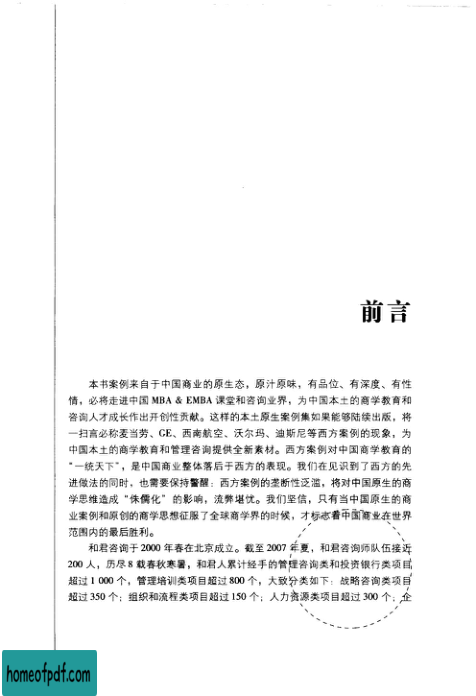 前言
本书案例来自于中国商业的原生态，原汁原味，有品位、有深度、有性
情，必将走进中国 MBA & EMBA 课堂和咨询业界，为中国本土的商学教育和
咨询人才成长作出开创性贡献。这样的本土原生案例集如果能够陆续出版，将
一扫言必称麦当劳、GE、西南航空、沃尔玛、迪斯尼等西方案例的现象，为
中国本土的商学教育和管理咨询提供全新素材。西方案例对中国商学教育的
“一统天下”，是中国商业整体落后于西方的表现。我们在见识到了西方的先
进做法的同时，也需要保持警醒：西方案例的垄断性泛滥，将对中国原生的商
学思维造成“侏儒化”的影响，流弊堪忧。我们坚信，只有当中国原生的商
业案例和原创的商学思想征服了全球商学界的时候，才标志着中国商业在世界
范围内的最后胜利。
和君咨询于 2000 年春在北京成立。截至 2007 年夏，和君咨询师队伍接近
200 人，历尽 8 载春秋寒暑，和君人累计经手的管理咨询类和投资银行类项目
超过 1 000 个，管理培训类项目超过 800 个，大致分类如下：战略咨询类项目
超过 350 个；组织和流程类项目超过 150 个；人力资源类项目超过 300 个；企
homeofpdf.com